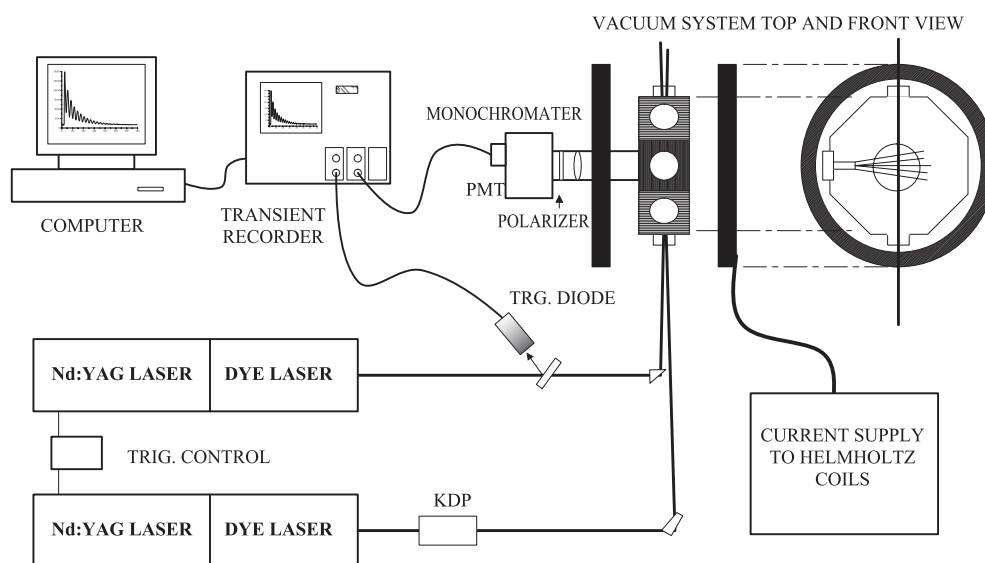 VACUUM SYSTEM TOP AND FRONT VIEW
MONOCHROMATER
PMT
POLARIZER
COMPUTER
TRANSIENT
RECORDER
TRG. DIODE
Nd:YAG LASER
DYE LASER
TRIG. CONTROL
KDP
Nd:YAG LASER
DYE LASER
CURRENT SUPPLY
TO HELMHOLTZ
COILS